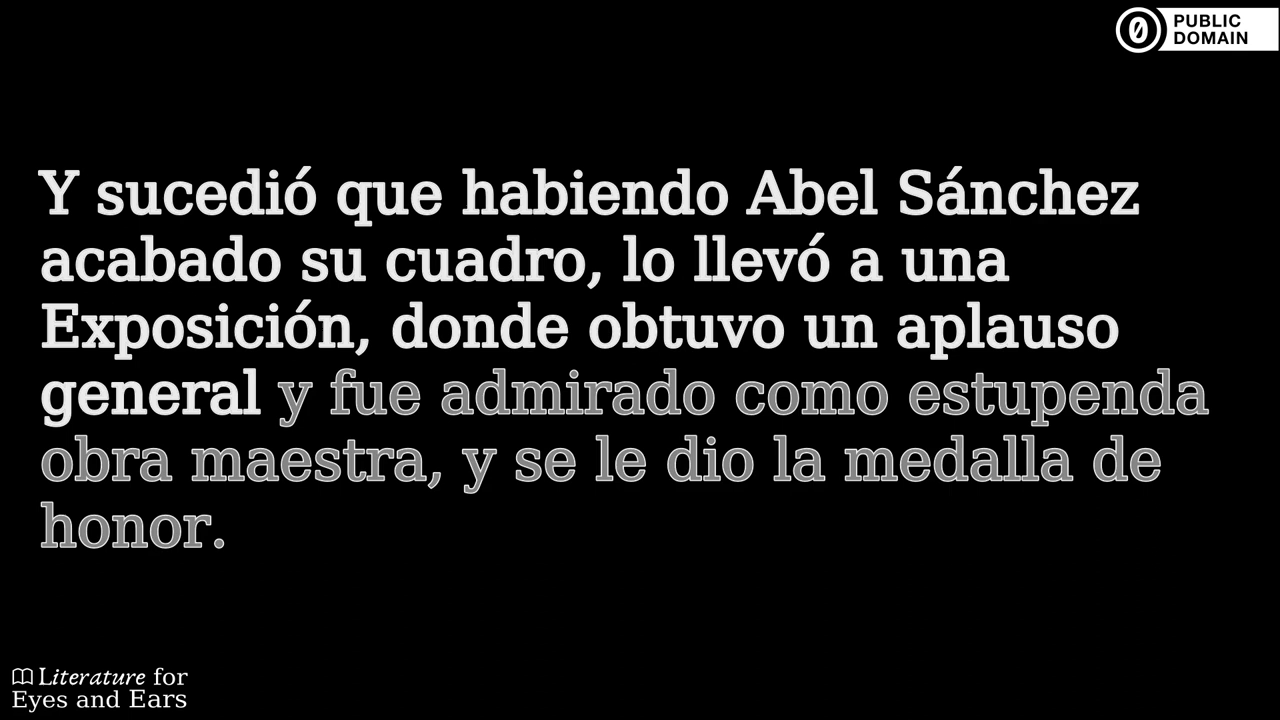 0 PUBLIC
DOMAIN
Y sucedió que habiendo Abel Sánchez
acabado su cuadro, lo llevó a una
Exposición, donde obtuvo un aplauso
general y fue admirado como estupenda
obra maestra, y se le dio la medalla de
honor.
Literature for
Eyes and Ears